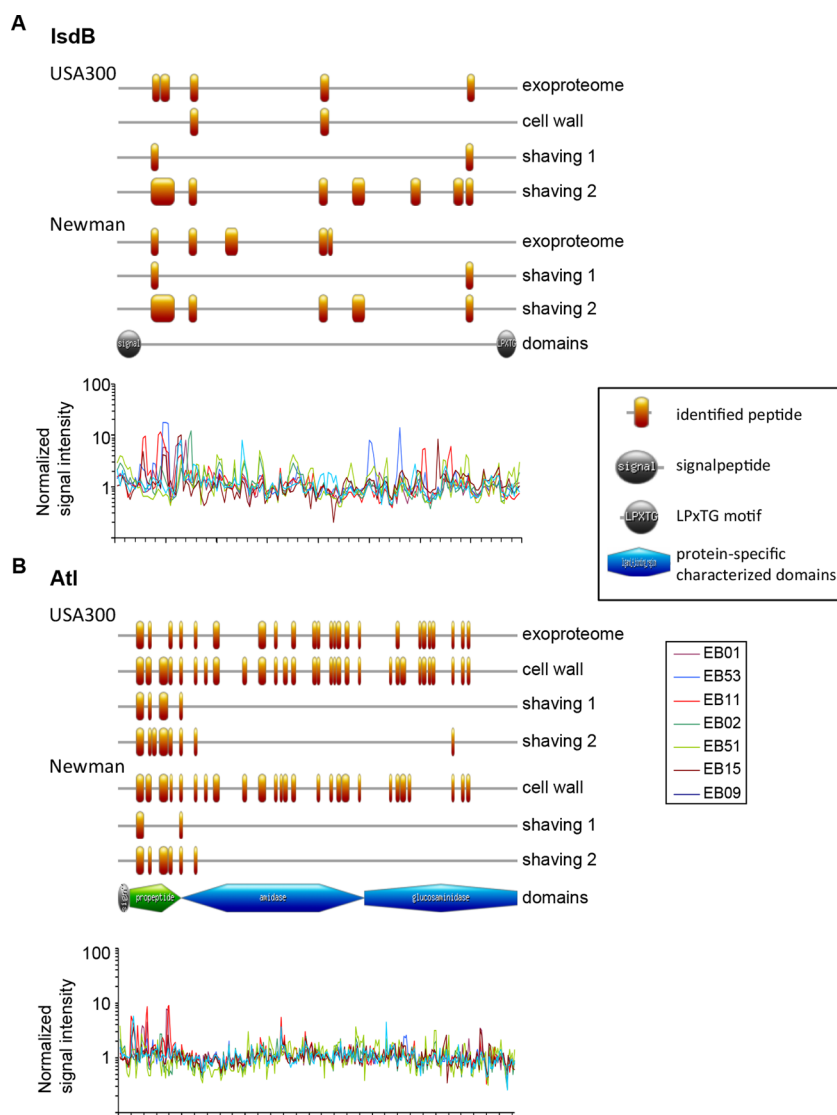 A
IsdB
USA300
exoproteome
cell wall
shaving 1
shaving 2
Newman
exoproteome
shaving 1
shaving 2
signal
LPXTG
domains
100
10
1
Normalized
signal intensity
identified peptide
signal
signalpeptide
LPXTG
LPxTG motif
protein-specific
characterized domains
B
Atl
USA300
exoproteome
cell wall
shaving 1
shaving 2
Newman
cell wall
shaving 1
shaving 2
propeptide
amidase
glucosaminidase
domains
EB01
EB53
EB11
EB02
EB51
EB15
EB09
100
10
1
Normalized
signal intensity